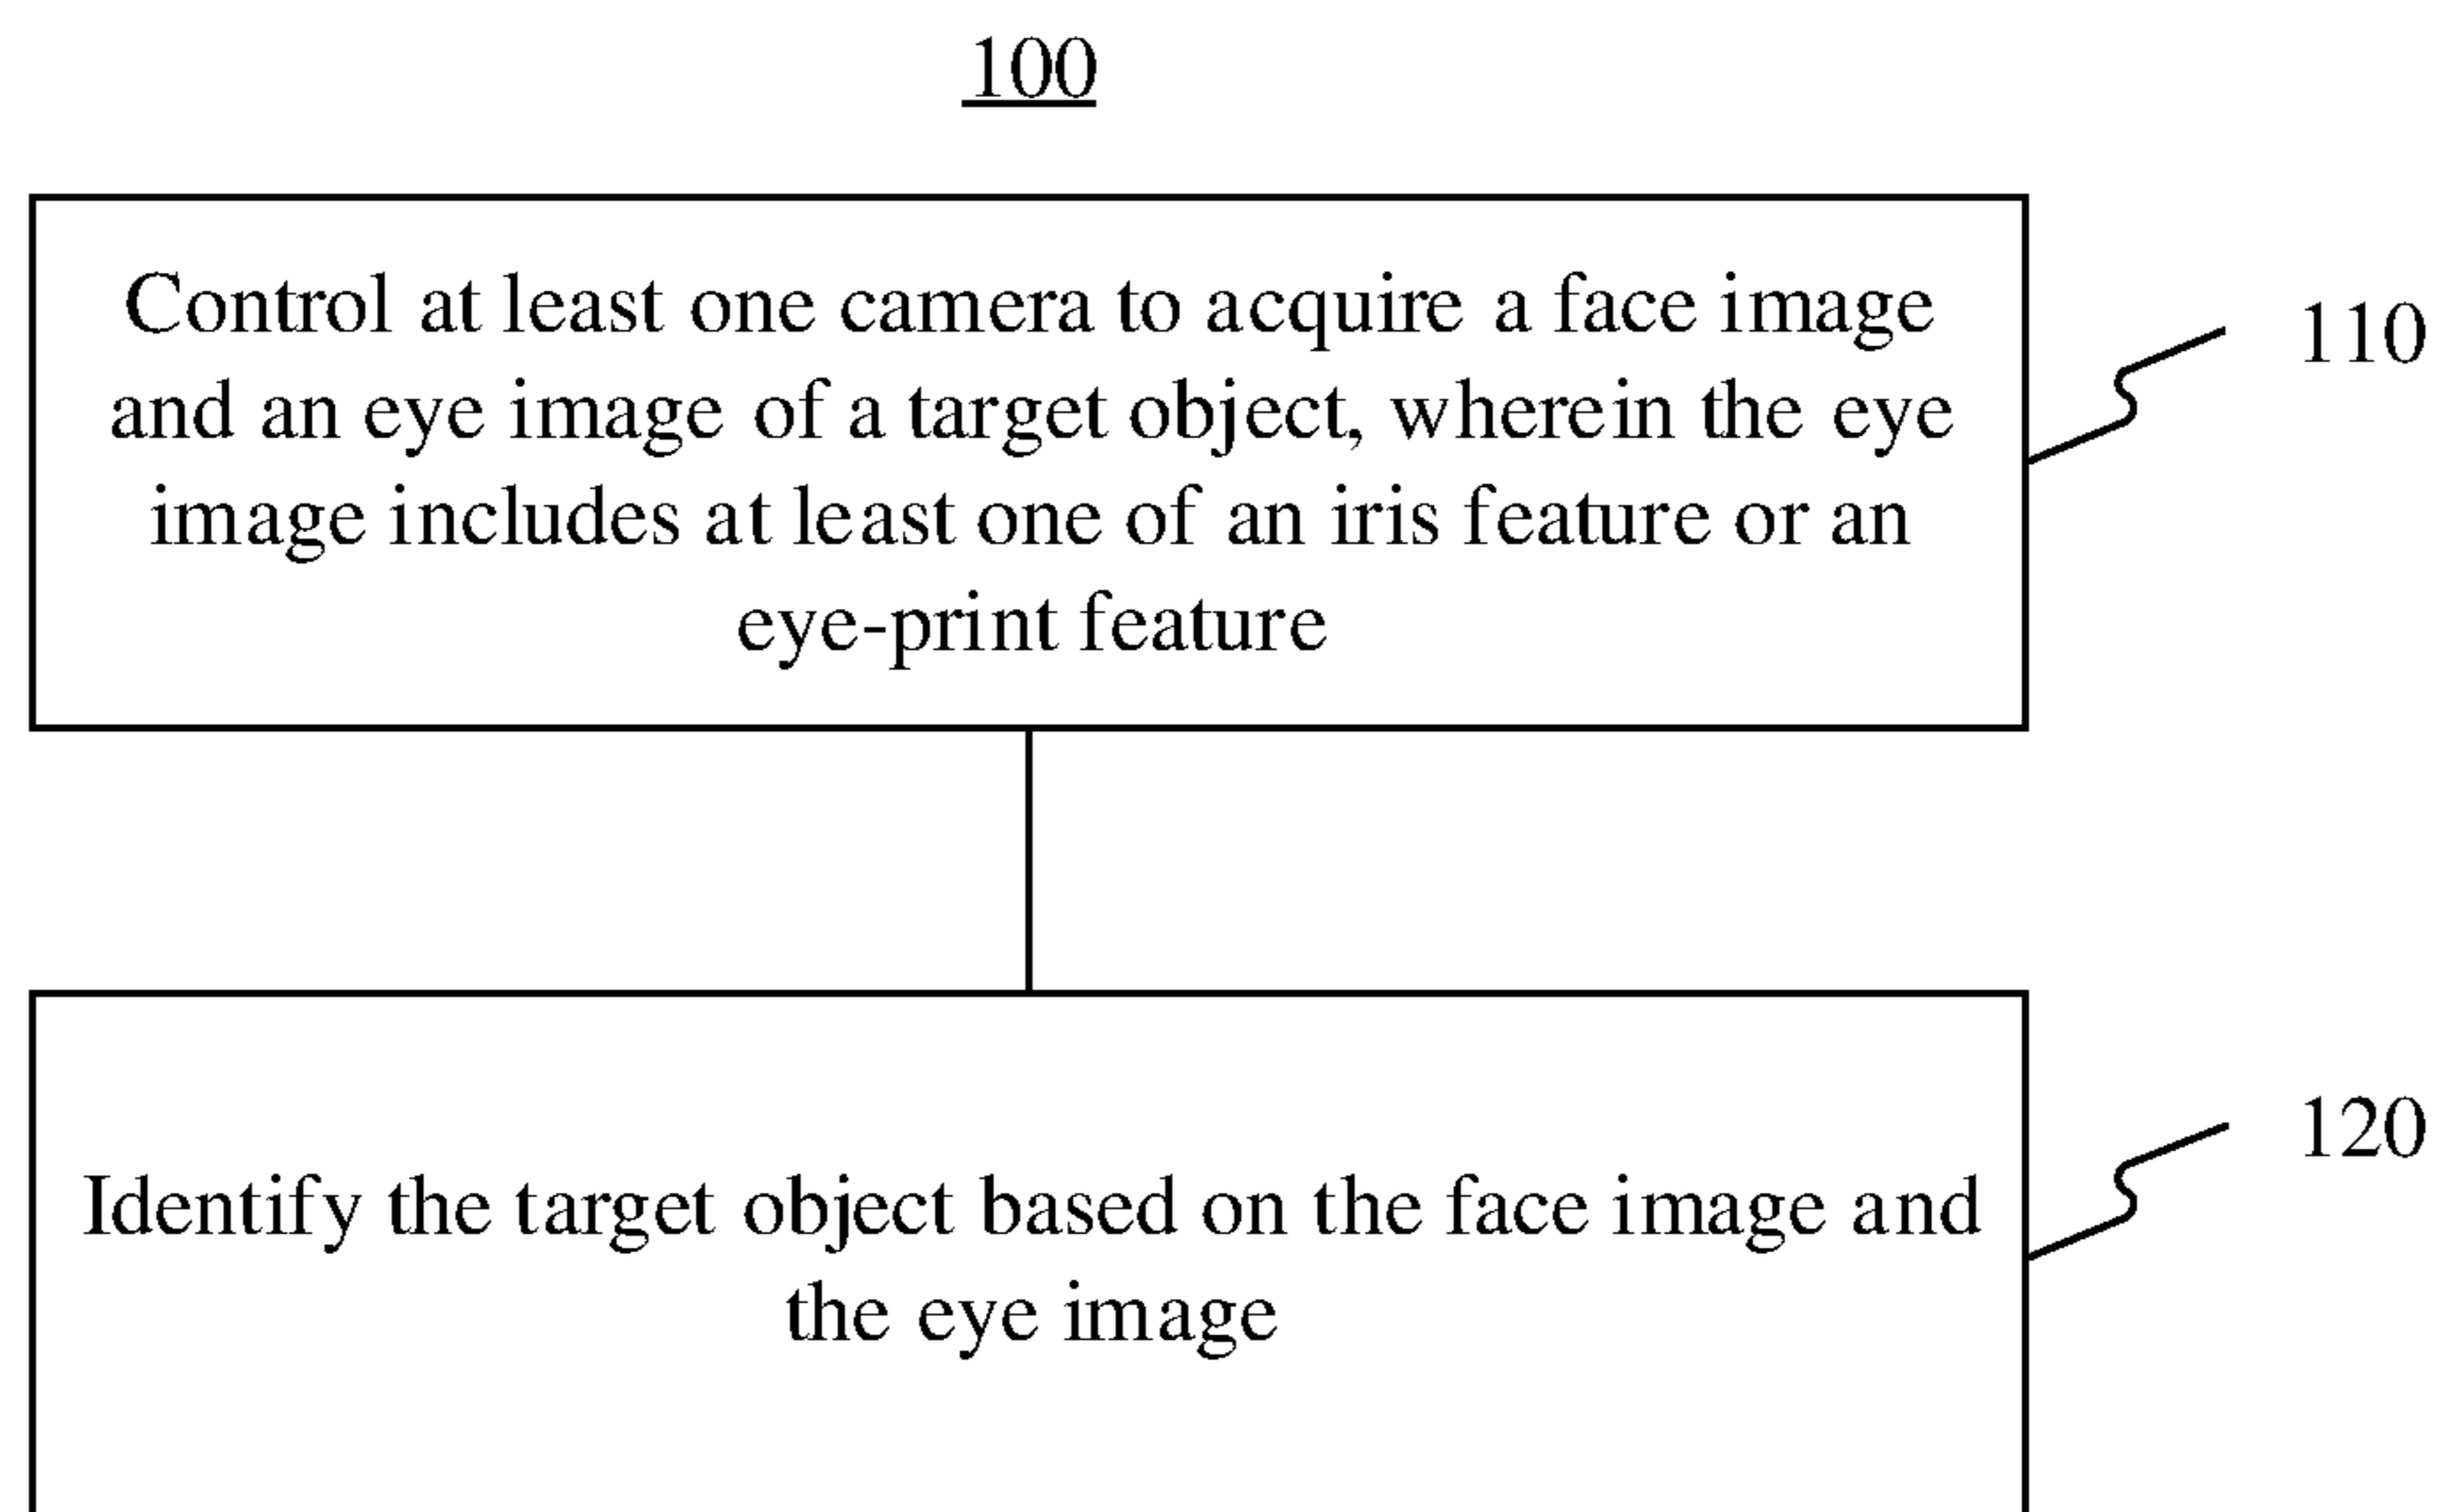 100
Control at least one camera to acquire a face image
and an eye image of a target object, wherein the eye
image includes at least one of an iris feature or an
eye-print feature
110
Identify the target object based on the face image and
the eye image
120